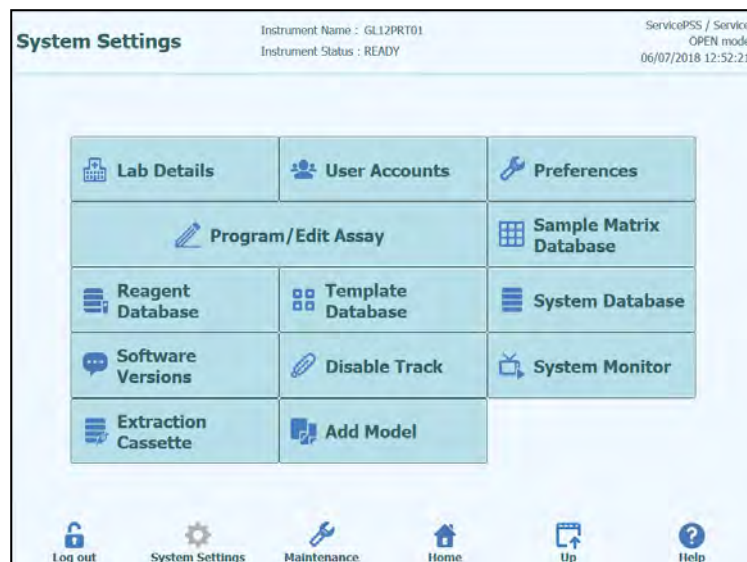 System Settings
Instrument Name : GL12PRT01
Instrument Status : READY
ServicePSS / Service
OPEN mode
06/07/2018 12:52:21
Lab Details
User Accounts
Preferences
Program/Edit Assay
Sample Matrix
Database
Reagent
Database
Template
Database
System Database
Software
Versions
Disable Track
System Monitor
Extraction
Cassette
Add Model
Log out
System Settings
Maintenance
Home
Up
Help